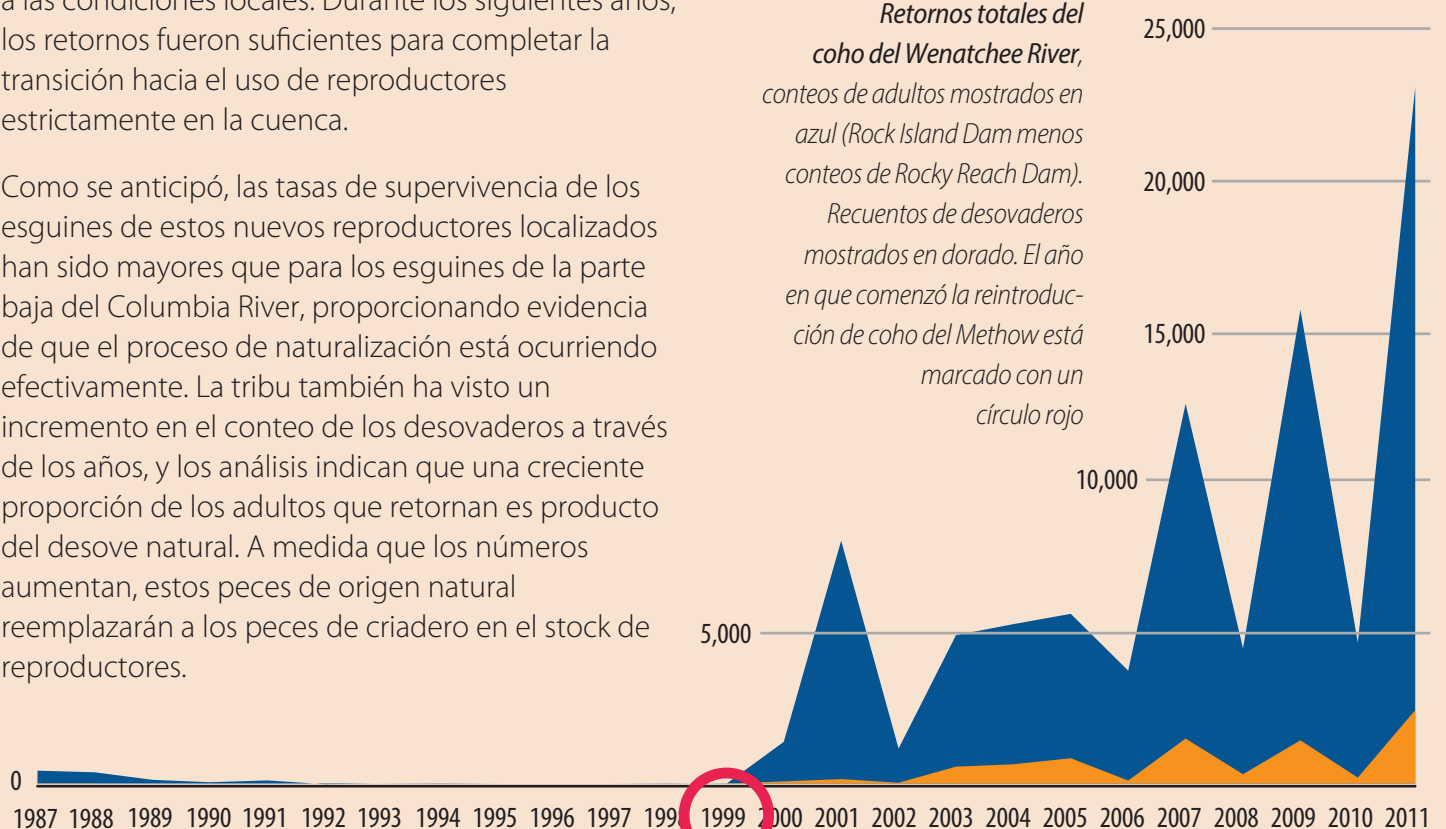 a las condiciones locales. Durante los siguientes años,
los retornos fueron suficientes para completar la
transición hacia el uso de reproductores
estrictamente en la cuenca.
Como se anticipó, las tasas de supervivencia de los
esguines de estos nuevos reproductores localizados
han sido mayores que para los esguines de la parte
baja del Columbia River, proporcionando evidencia
de que el proceso de naturalización está ocurriendo
efectivamente. La tribu también ha visto un
incremento en el conteo de los desovaderos a través
de los años, y los análisis indican que una creciente
proporción de los adultos que retornan es producto
del desove natural. A medida que los números
aumentan, estos peces de origen natural
reemplazarán a los peces de criadero en el stock de
reproductores.
Retornos totales del
coho del Wenatchee River,
conteos de adultos mostrados en
azul (Rock Island Dam menos
conteos de Rocky Reach Dam).
Recuentos de desovaderos
mostrados en dorado. El año
en que comenzó la reintroduc-
ción de coho del Methow está
marcado con un
círculo rojo
25,000
20,000
15,000
10,000
5,000
0
1987 1988 1989 1990 1991 1992 1993 1994 1995 1996 1997 1998 1999 2000 2001 2002 2003 2004 2005 2006 2007 2008 2009 2010 2011